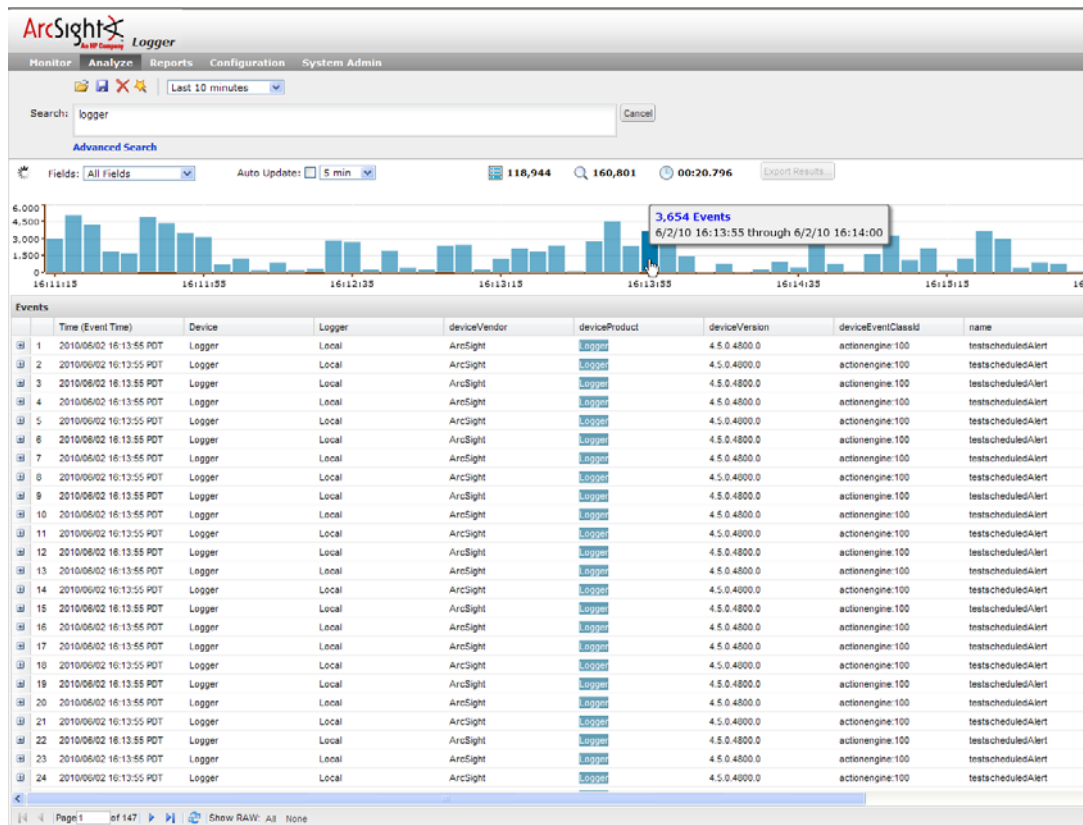 ArcSight
An HP Company
Logger
Monitor Analyze Reports Configuration System Admin
Last 10 minutes
Search: logger Cancel
Advanced Search
Fields: All Fields Auto Update: 5 min 118,944 160,801 00:20.796 Export Results...
6.000
4,500
3.000
1.500
0
3,654 Events
6/2/10 16:13:55 through 6/2/10 16:14:00
16:11:15 16:11:55 16:12:35 16:13:15 16:13:55 16:14:35 16:15:15 16
Events
Time (Event Time) Device Logger deviceVendor deviceProduct deviceVersion deviceEventClassId name
1 2010/06/02 16:13:55 PDT Logger Local ArcSight Logger 4.5.0.4800.0 actionengine:100 testscheduledAlert
2 2010/06/02 16:13:55 PDT Logger Local ArcSight Logger 4.5.0.4800.0 actionengine:100 testscheduledAlert
3 2010/06/02 16:13:55 PDT Logger Local ArcSight Logger 4.5.0.4800.0 actionengine:100 testscheduledAlert
4 2010/06/02 16:13:55 PDT Logger Local ArcSight Logger 4.5.0.4800.0 actionengine:100 testscheduledAlert
5 2010/06/02 16:13:55 PDT Logger Local ArcSight Logger 4.5.0.4800.0 actionengine:100 testscheduledAlert
6 2010/06/02 16:13:55 PDT Logger Local ArcSight Logger 4.5.0.4800.0 actionengine:100 testscheduledAlert
7 2010/06/02 16:13:55 PDT Logger Local ArcSight Logger 4.5.0.4800.0 actionengine:100 testscheduledAlert
8 2010/06/02 16:13:55 PDT Logger Local ArcSight Logger 4.5.0.4800.0 actionengine:100 testscheduledAlert
9 2010/06/02 16:13:55 PDT Logger Local ArcSight Logger 4.5.0.4800.0 actionengine:100 testscheduledAlert
10 2010/06/02 16:13:55 PDT Logger Local ArcSight Logger 4.5.0.4800.0 actionengine:100 testscheduledAlert
11 2010/06/02 16:13:55 PDT Logger Local ArcSight Logger 4.5.0.4800.0 actionengine:100 testscheduledAlert
12 2010/06/02 16:13:55 PDT Logger Local ArcSight Logger 4.5.0.4800.0 actionengine:100 testscheduledAlert
13 2010/06/02 16:13:55 PDT Logger Local ArcSight Logger 4.5.0.4800.0 actionengine:100 testscheduledAlert
14 2010/06/02 16:13:55 PDT Logger Local ArcSight Logger 4.5.0.4800.0 actionengine:100 testscheduledAlert
15 2010/06/02 16:13:55 PDT Logger Local ArcSight Logger 4.5.0.4800.0 actionengine:100 testscheduledAlert
16 2010/06/02 16:13:55 PDT Logger Local ArcSight Logger 4.5.0.4800.0 actionengine:100 testscheduledAlert
17 2010/06/02 16:13:55 PDT Logger Local ArcSight Logger 4.5.0.4800.0 actionengine:100 testscheduledAlert
18 2010/06/02 16:13:55 PDT Logger Local ArcSight Logger 4.5.0.4800.0 actionengine:100 testscheduledAlert
19 2010/06/02 16:13:55 PDT Logger Local ArcSight Logger 4.5.0.4800.0 actionengine:100 testscheduledAlert
20 2010/06/02 16:13:55 PDT Logger Local ArcSight Logger 4.5.0.4800.0 actionengine:100 testscheduledAlert
21 2010/06/02 16:13:55 PDT Logger Local ArcSight Logger 4.5.0.4800.0 actionengine:100 testscheduledAlert
22 2010/06/02 16:13:55 PDT Logger Local ArcSight Logger 4.5.0.4800.0 actionengine:100 testscheduledAlert
23 2010/06/02 16:13:55 PDT Logger Local ArcSight Logger 4.5.0.4800.0 actionengine:100 testscheduledAlert
24 2010/06/02 16:13:55 PDT Logger Local ArcSight Logger 4.5.0.4800.0 actionengine:100 testscheduledAlert
Page 1 of 147 Show RAW: All None